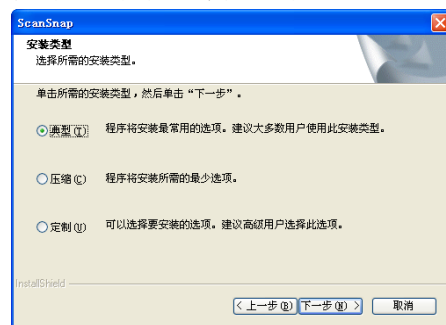 ScanSnap
安装类型
选择所需的安装类型。
单击所需的安装类型，然后单击“下一步”。
典型(T) 程序将安装最常用的选项。建议大多数用户使用此安装类型。
压缩(C) 程序将安装所需的最少选项。
定制(U) 可以选择要安装的选项。建议高级用户选择此选项。
InstallShield
< 上一步(B) 下一步(N) > 取消